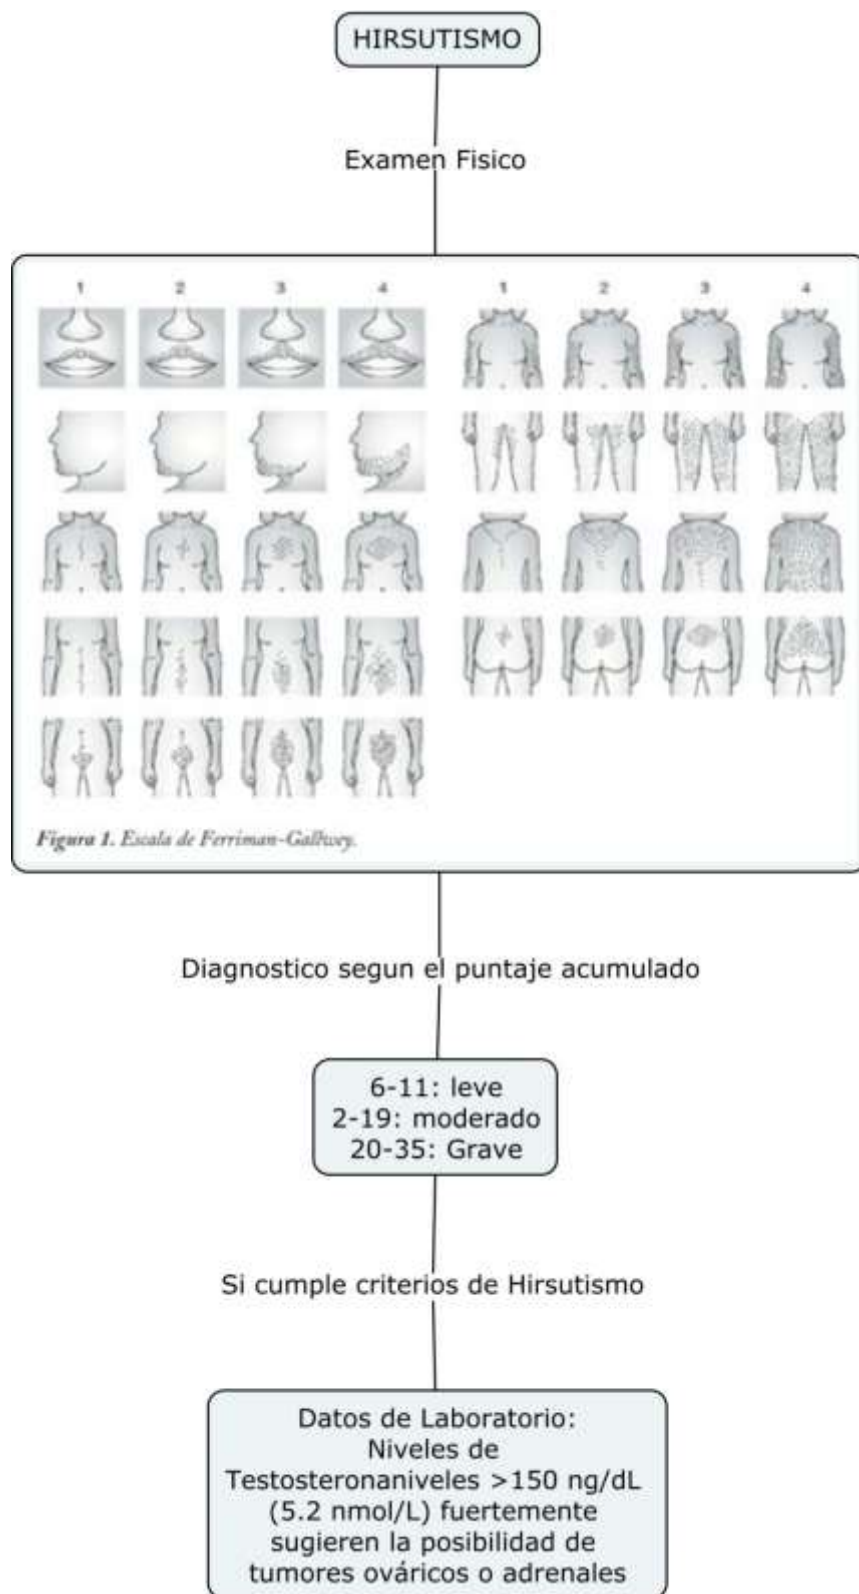 HIRSUTISMO
Examen Fisico
1 2 3 4
1 2 3 4
Figura 1. Escala de Ferriman-Gallwey.
Diagnostico segun el puntaje acumulado
6-11: leve
2-19: moderado
20-35: Grave
Si cumple criterios de Hirsutismo
Datos de Laboratorio:
Niveles de
Testosteronaniveles >150 ng/dL
(5.2 nmol/L) fuertemente
sugieren la posibilidad de
tumores ováricos o adrenales